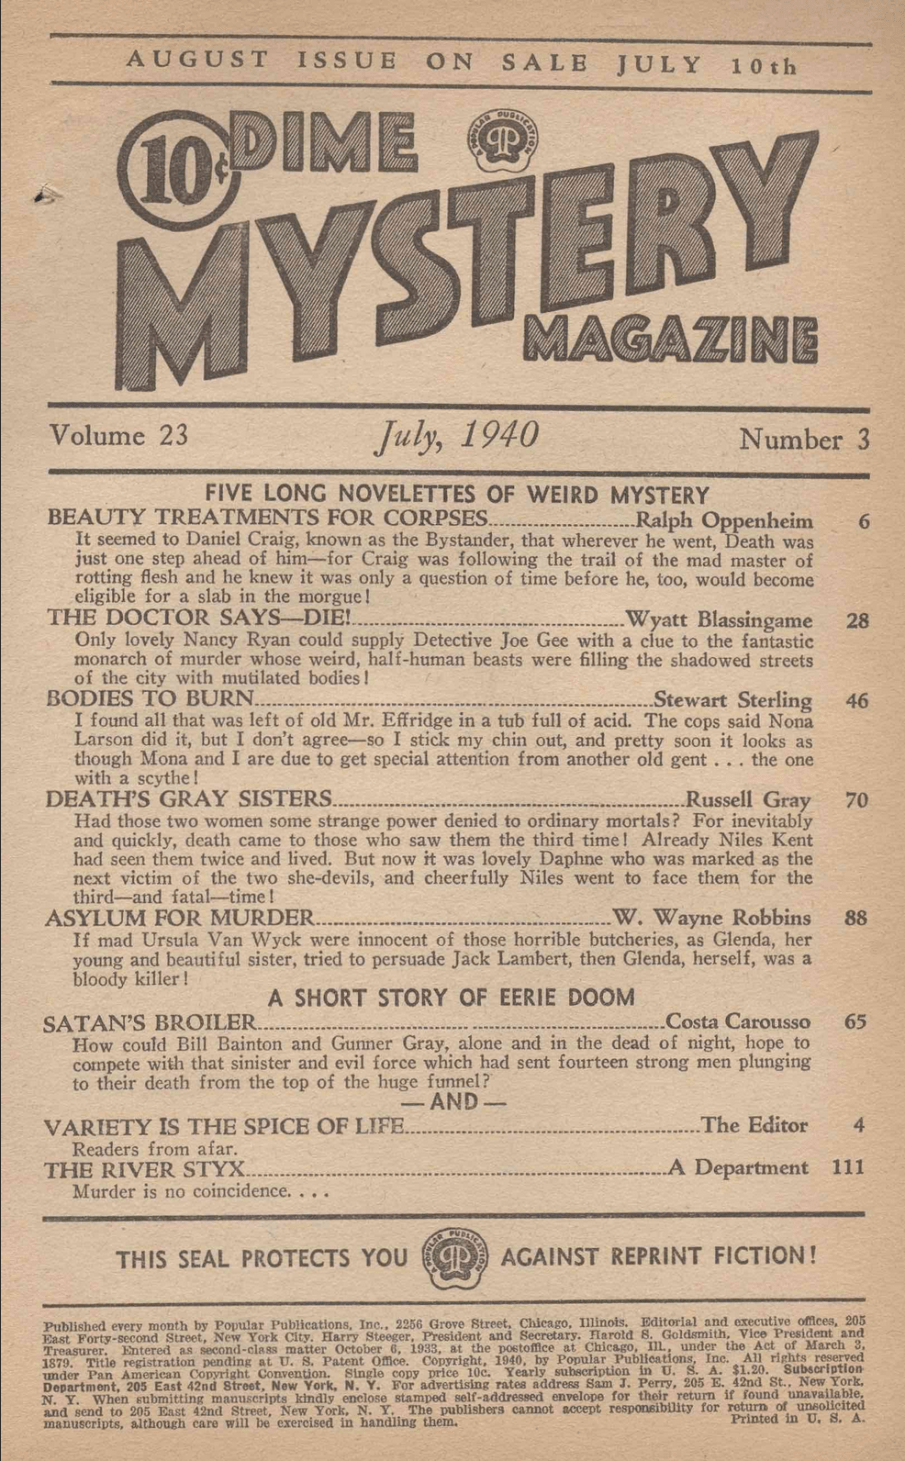 AUGUST ISSUE ON SALE JULY 10th
10¢ DIME
A POPULAR PUBLICATION
MYSTERY
MAGAZINE
Volume 23 July, 1940 Number 3
FIVE LONG NOVELETTES OF WEIRD MYSTERY
BEAUTY TREATMENTS FOR CORPSES........................Ralph Oppenheim 6
It seemed to Daniel Craig, known as the Bystander, that wherever he went, Death was
just one step ahead of him—for Craig was following the trail of the mad master of
rotting flesh and he knew it was only a question of time before he, too, would become
eligible for a slab in the morgue!
THE DOCTOR SAYS—DIE!..............................................Wyatt Blassingame 28
Only lovely Nancy Ryan could supply Detective Joe Gee with a clue to the fantastic
monarch of murder whose weird, half-human beasts were filling the shadowed streets
of the city with mutilated bodies!
BODIES TO BURN..................................................................Stewart Sterling 46
I found all that was left of old Mr. Effridge in a tub full of acid. The cops said Nona
Larson did it, but I don't agree—so I stick my chin out, and pretty soon it looks as
though Mona and I are due to get special attention from another old gent . . . the one
with a scythe!
DEATH'S GRAY SISTERS...........................................................Russell Gray 70
Had those two women some strange power denied to ordinary mortals? For inevitably
and quickly, death came to those who saw them the third time! Already Niles Kent
had seen them twice and lived. But now it was lovely Daphne who was marked as the
next victim of the two she-devils, and cheerfully Niles went to face them for the
third—and fatal—time!
ASYLUM FOR MURDER.................................................W. Wayne Robbins 88
If mad Ursula Van Wyck were innocent of those horrible butcheries, as Glenda, her
young and beautiful sister, tried to persuade Jack Lambert, then Glenda, herself, was a
bloody killer!
A SHORT STORY OF EERIE DOOM
SATAN'S BROILER....................................................................Costa Carousso 65
How could Bill Bainton and Gunner Gray, alone and in the dead of night, hope to
compete with that sinister and evil force which had sent fourteen strong men plunging
to their death from the top of the huge funnel?
—AND—
VARIETY IS THE SPICE OF LIFE.................................................The Editor 4
Readers from afar.
THE RIVER STYX......................................................................A Department 111
Murder is no coincidence. . . .
THIS SEAL PROTECTS YOU A POPULAR PUBLICATION AGAINST REPRINT FICTION!
Published every month by Popular Publications, Inc., 2256 Grove Street, Chicago, Illinois. Editorial and executive offices, 205
East Forty-second Street, New York City. Harry Steeger, President and Secretary. Harold S. Goldsmith, Vice President and
Treasurer. Entered as second-class matter October 6, 1933, at the postoffice at Chicago, Ill., under the Act of March 3,
1879. Title registration pending at U. S. Patent Office. Copyright, 1940, by Popular Publications, Inc. All rights reserved
under Pan American Copyright Convention. Single copy price 10c. Yearly subscription in U. S. A. $1.20. Subscription
Department, 205 East 42nd Street, New York, N. Y. For advertising rates address Sam J. Perry, 205 E. 42nd St., New York,
N. Y. When submitting manuscripts kindly enclose stamped self-addressed envelope for their return if found unavailable,
and send to 205 East 42nd Street, New York, N. Y. The publishers cannot accept responsibility for return of unsolicited
manuscripts, although care will be exercised in handling them. Printed in U. S. A.